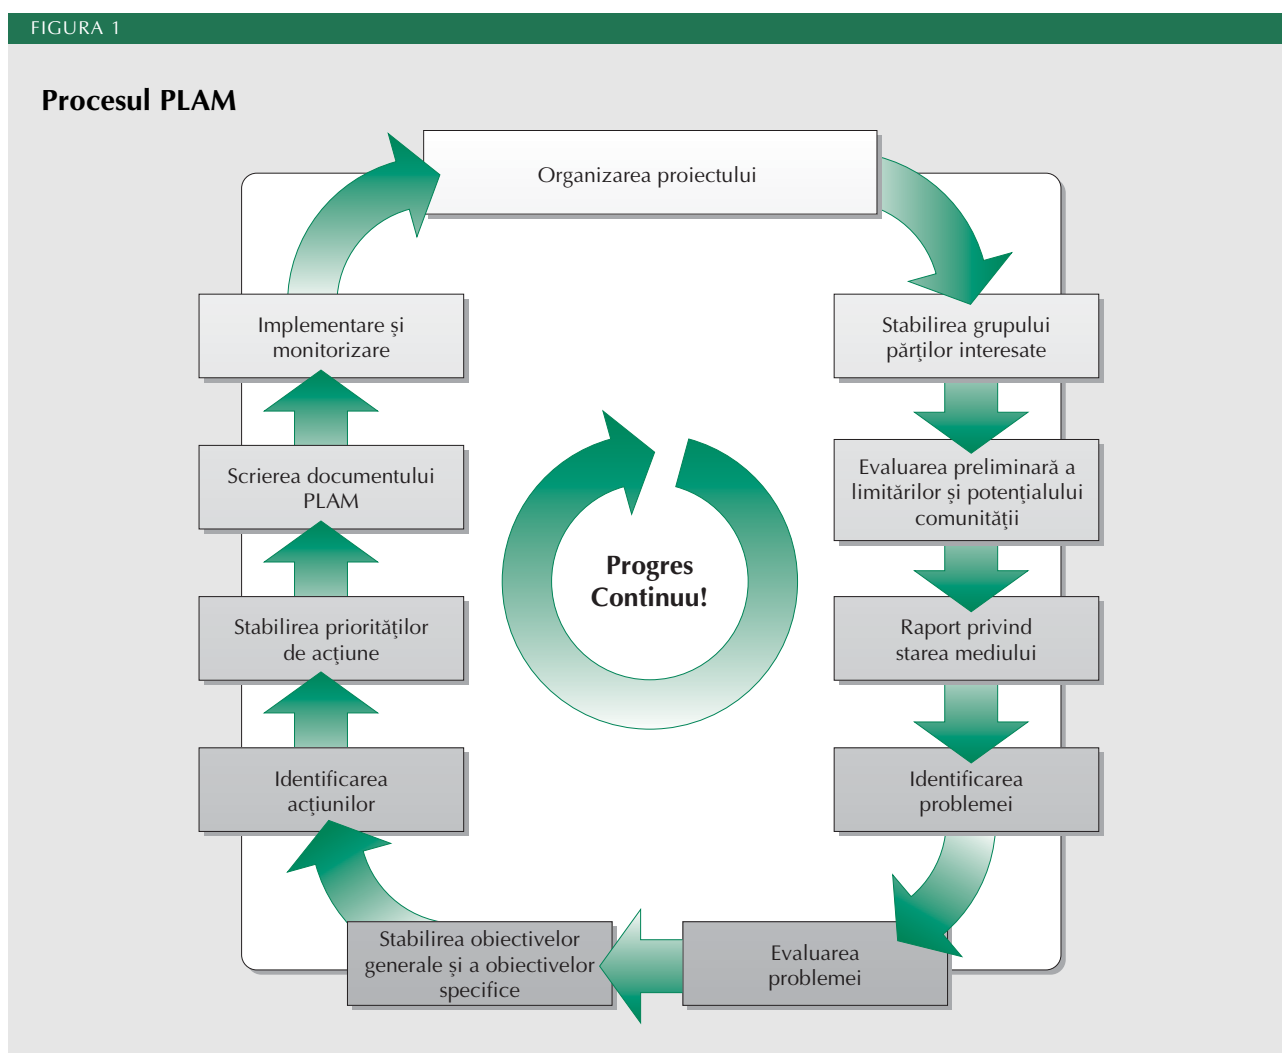 FIGURA 1
Procesul PLAM
Organizarea proiectului
Stabilirea grupului
părților interesate
Evaluarea preliminară a
limitărilor și potențialului
comunității
Raport privind
starea mediului
Identificarea
problemei
Evaluarea
problemei
Stabilirea obiectivelor
generale și a obiectivelor
specifice
Identificarea
acțiunilor
Stabilirea priorităților
de acțiune
Scrierea documentului
PLAM
Implementare și
monitorizare
Progres
Continuu!